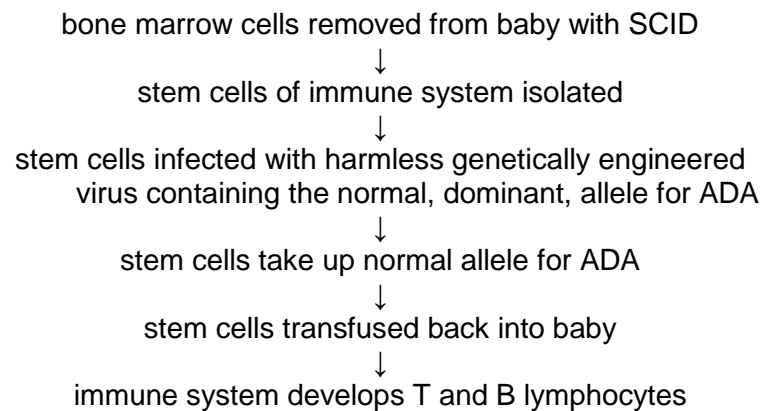 bone marrow cells removed from baby with SCID
↓
stem cells of immune system isolated
↓
stem cells infected with harmless genetically engineered
virus containing the normal, dominant, allele for ADA
↓
stem cells take up normal allele for ADA
↓
stem cells transfused back into baby
↓
immune system develops T and B lymphocytes